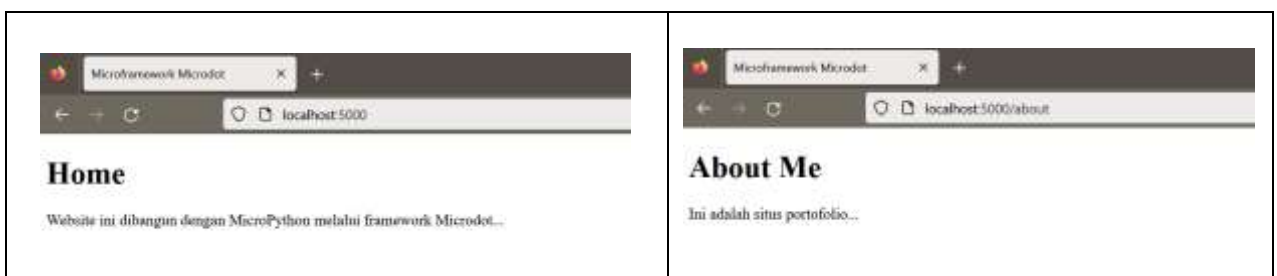 Microframework Microdot
localhost:5000
Home
Website ini dibangun dengan MicroPython melalui framework Microdot...
Microframework Microdot
localhost:5000/about
About Me
Ini adalah situs portofolio...